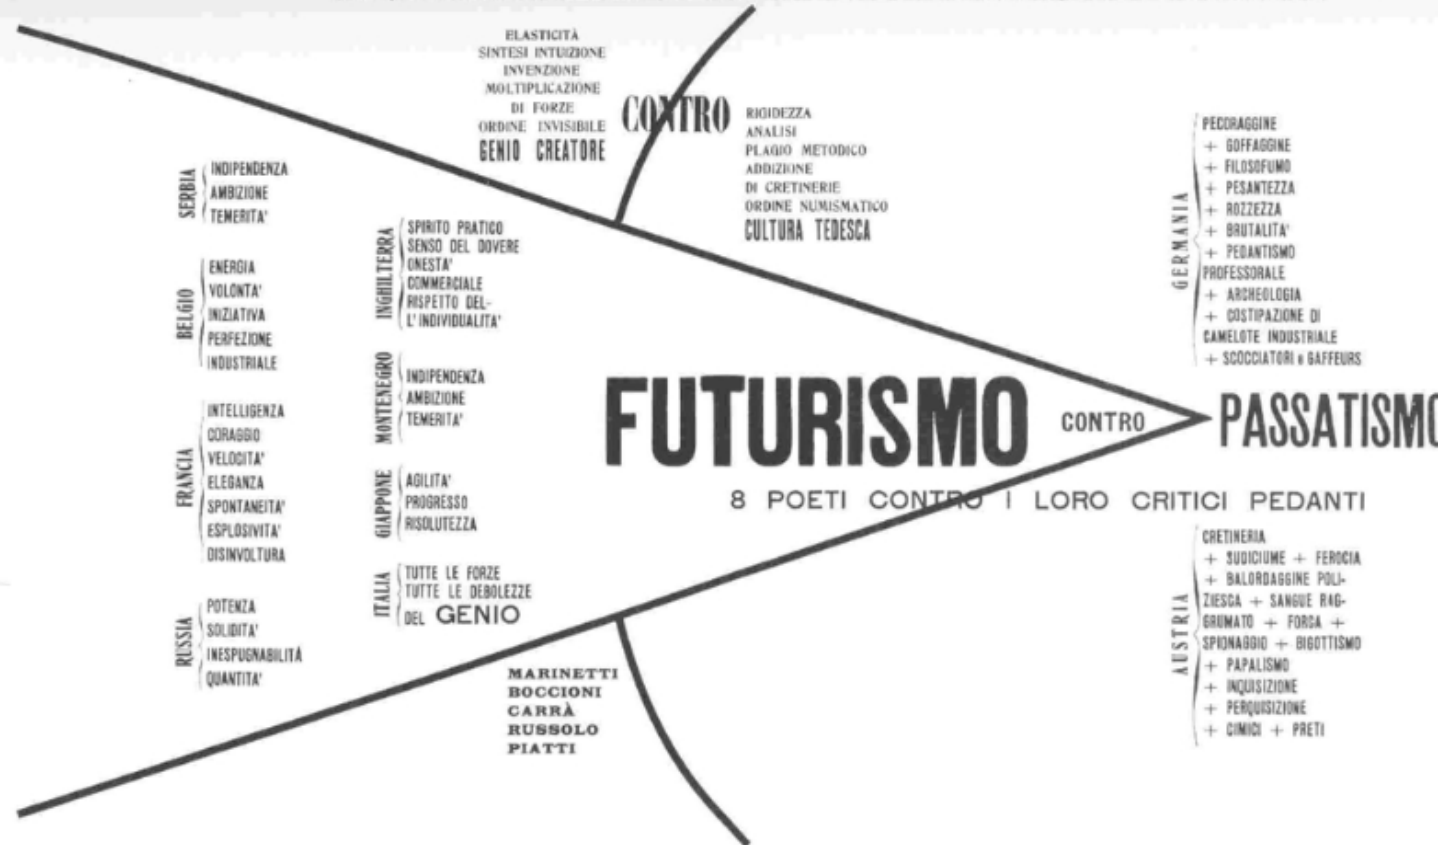 ELASTICITÀ
SINTESI INTUIZIONE
INVENZIONE
MOLTIPLICAZIONE
DI FORZE
ORDINE INVISIBILE
GENIO CREATORE
CONTRO
RIGIDEZZA
ANALISI
PLAGIO METODICO
ADDIZIONE
DI CRETINERIE
ORDINE NUMISMATICO
CULTURA TEDESCA
SERBIA
INDIPENDENZA
AMBIZIONE
TEMERITA'
BELGIO
ENERGIA
VOLONTA'
INIZIATIVA
PERFEZIONE
INDUSTRIALE
FRANCIA
INTELLIGENZA
CORAGGIO
VELOCITA'
ELEGANZA
SPONTANEITA'
ESPLOSIVITA'
DISINVOLTURA
RUSSIA
POTENZA
SOLIDITA'
INESPUGNABILITÀ
QUANTITA'
INGHILTERRA
SPIRITO PRATICO
SENSO DEL DOVERE
ONESTA'
COMMERCIALE
RISPETTO DEL-
L'INDIVIDUALITA'
MONTENEGRO
INDIPENDENZA
AMBIZIONE
TEMERITA'
GIAPPONE
AGILITA'
PROGRESSO
RISOLUTEZZA
ITALIA
TUTTE LE FORZE
TUTTE LE DEBOLEZZE
DEL GENIO
FUTURISMO CONTRO PASSATISMO
8 POETI CONTRO I LORO CRITICI PEDANTI
MARINETTI
BOCCIONI
CARRÀ
RUSSOLO
PIATTI
GERMANIA
PECORAGGINE
+ GOFFAGGINE
+ FILOSOFUMO
+ PESANTEZZA
+ ROZZEZZA
+ BRUTALITA'
+ PEDANTISMO
PROFESSORALE
+ ARCHEOLOGIA
+ COSTIPAZIONE DI
CAMELOTE INDUSTRIALE
+ SCOCCIATORI e GAFFEURS
AUSTRIA
CRETINERIA
+ SUDICIUME + FEROCIA
+ BALORDAGGINE POLI-
ZIESCA + SANGUE RAG-
GRUMATO + FORCA +
SPIONAGGIO + BIGOTTISMO
+ PAPALISMO
+ INQUISIZIONE
+ PERQUISIZIONE
+ CIMICI + PRETI